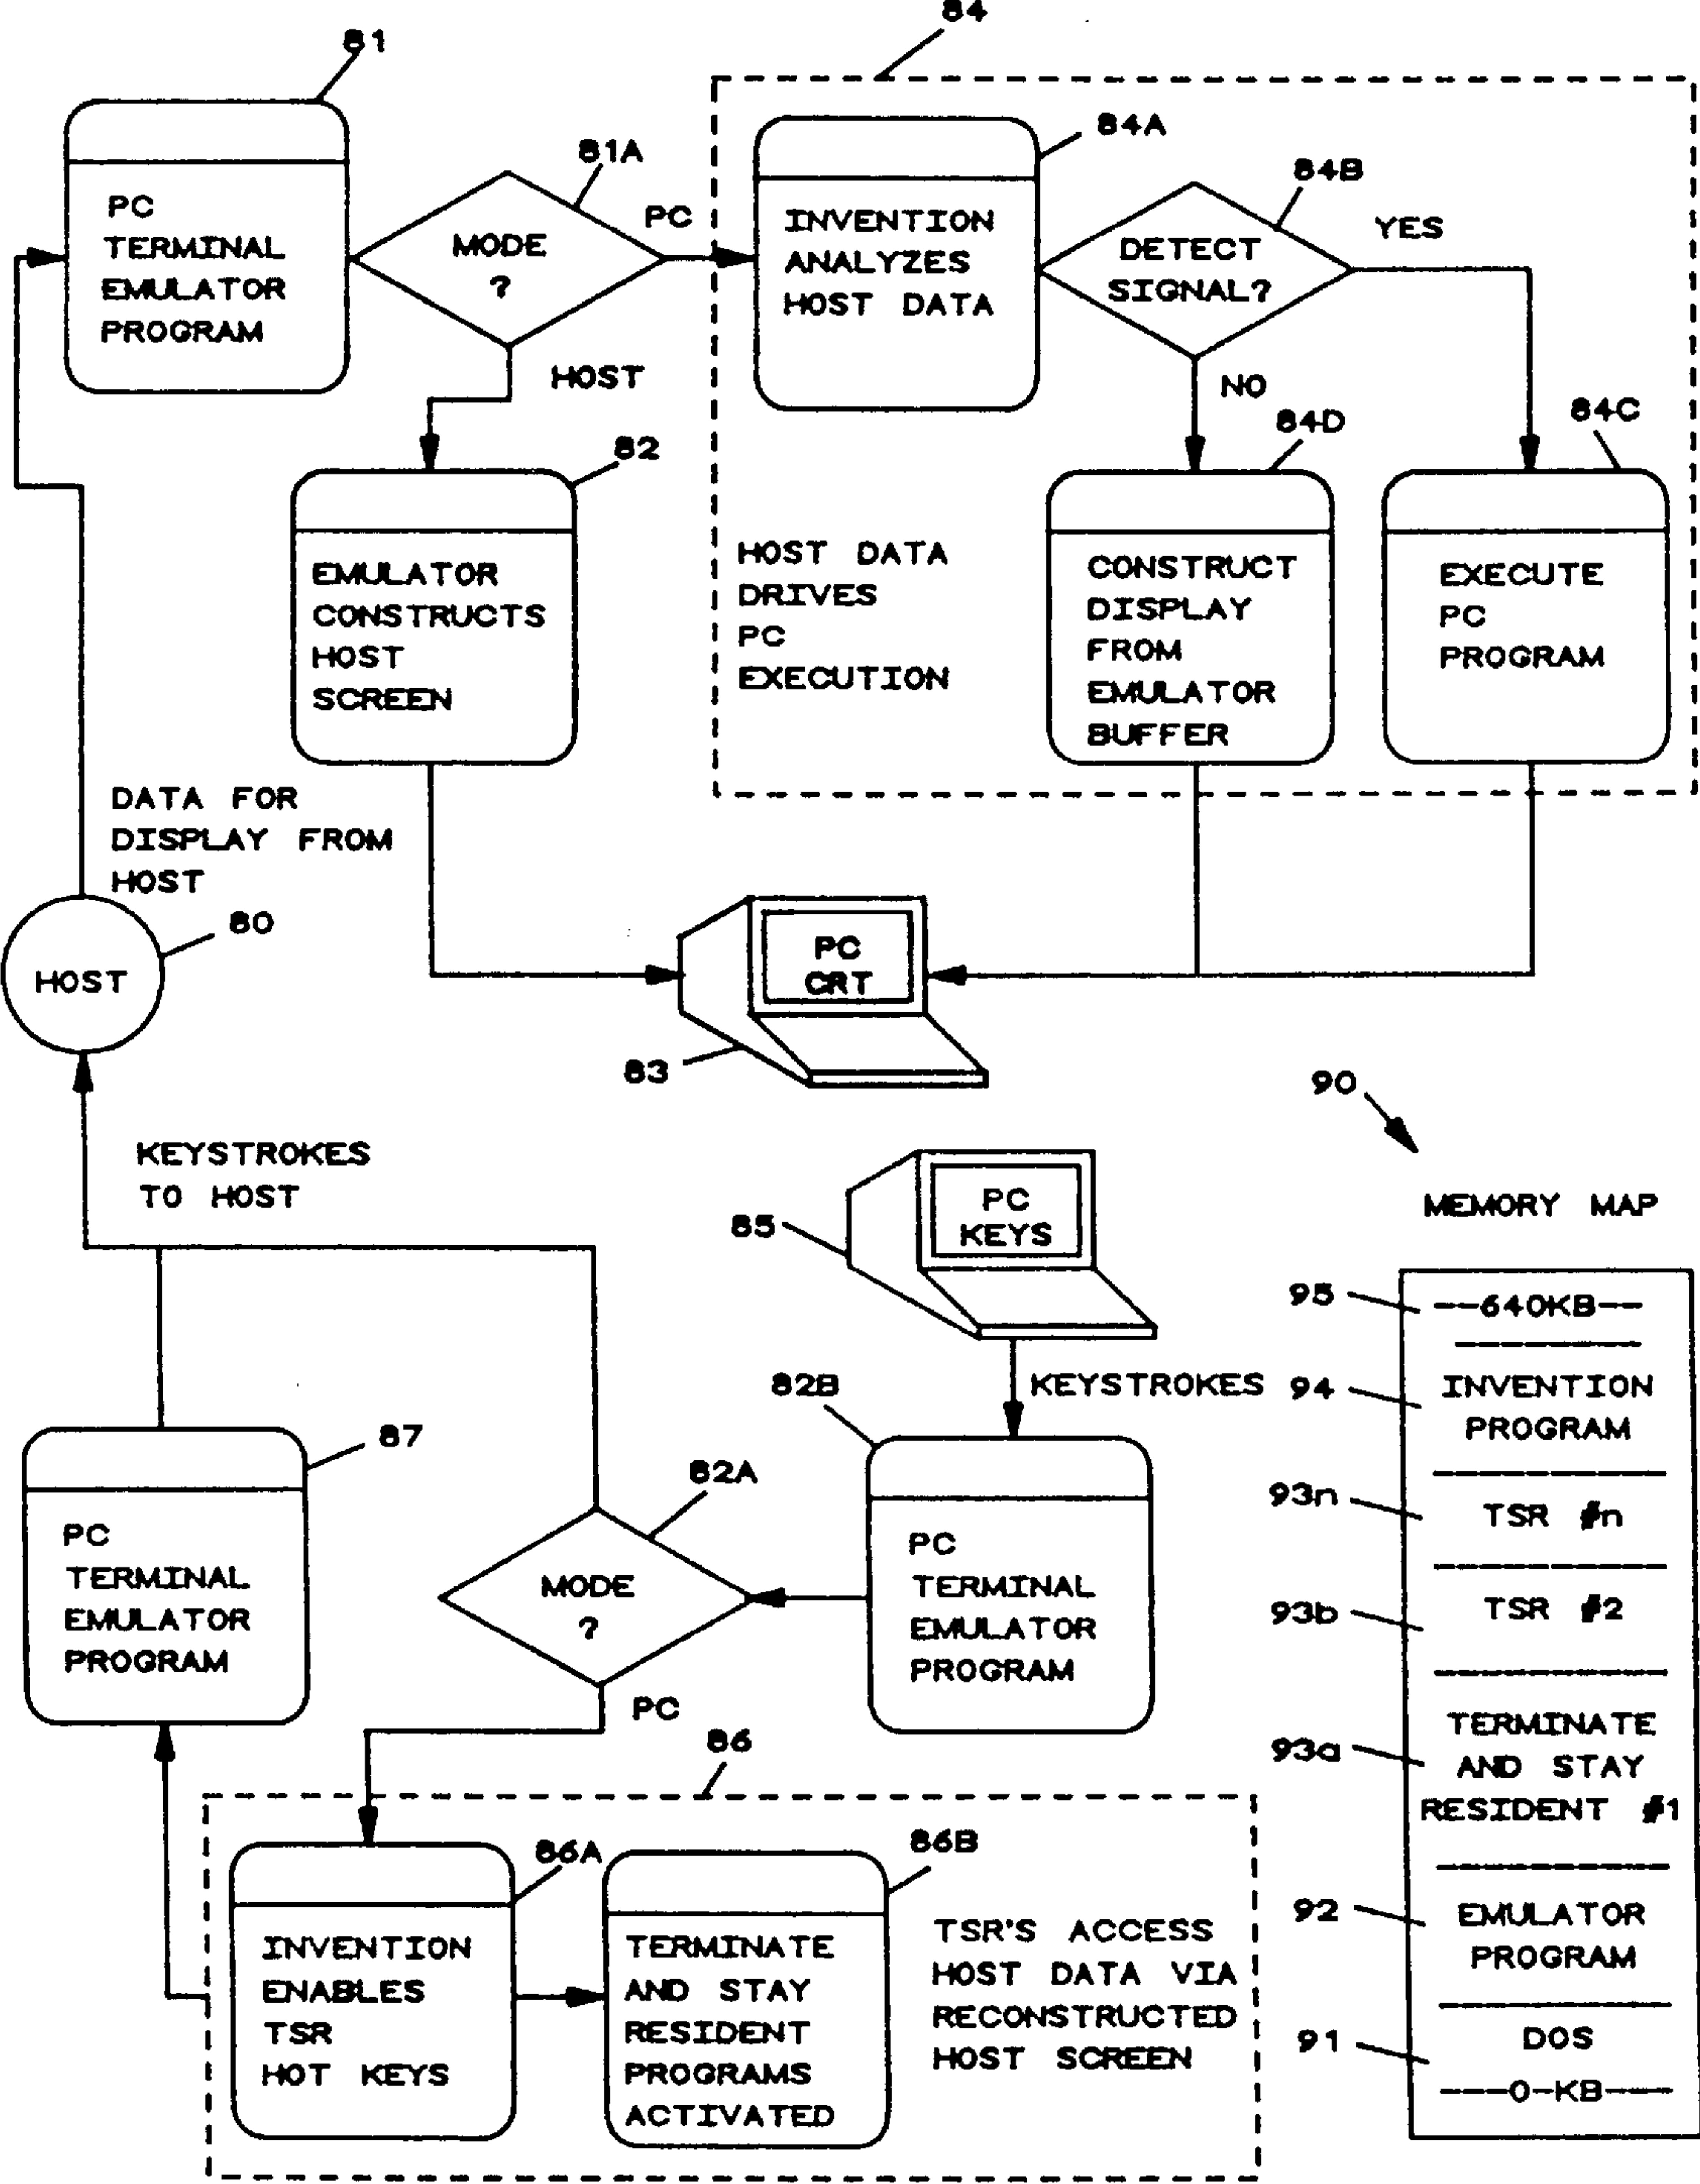 84
81
81A
84A
84B
PC
TERMINAL
EMULATOR
PROGRAM
MODE
?
PC
HOST
INVENTION
ANALYZES
HOST DATA
DETECT
SIGNAL?
YES
NO
82
84D
84C
EMULATOR
CONSTRUCTS
HOST
SCREEN
HOST DATA
DRIVES
PC
EXECUTION
CONSTRUCT
DISPLAY
FROM
EMULATOR
BUFFER
EXECUTE
PC
PROGRAM
DATA FOR
DISPLAY FROM
HOST
80
HOST
PC
CRT
83
KEYSTROKES
TO HOST
85
PC
KEYS
KEYSTROKES
82B
82A
87
PC
TERMINAL
EMULATOR
PROGRAM
MODE
?
PC
PC
TERMINAL
EMULATOR
PROGRAM
86
86A
86B
INVENTION
ENABLES
TSR
HOT KEYS
TERMINATE
AND STAY
RESIDENT
PROGRAMS
ACTIVATED
TSR'S ACCESS
HOST DATA VIA
RECONSTRUCTED
HOST SCREEN
90
MEMORY MAP
95
--640KB--
94
INVENTION
PROGRAM
93n
TSR #n
93b
TSR #2
93a
TERMINATE
AND STAY
RESIDENT #1
92
EMULATOR
PROGRAM
91
DOS
---0-KB---